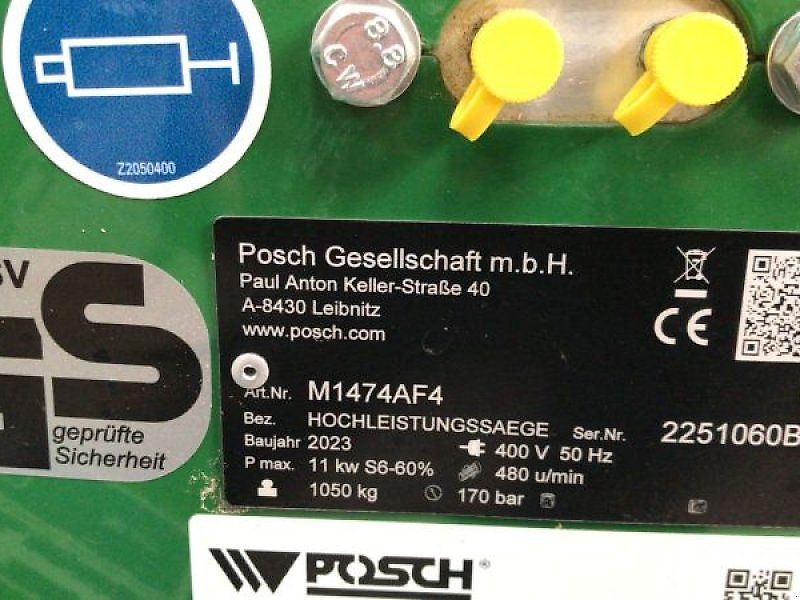 8.8
CW
Z2050400
Posch Gesellschaft m.b.H.
Paul Anton Keller-Straße 40
A-8430 Leibnitz
www.posch.com
CE
GS
geprüfte
Sicherheit
Art.Nr. M1474AF4
Bez. HOCHLEISTUNGSSAEGE Ser.Nr. 2251060B
Baujahr 2023 400 V 50 Hz
P max. 11 kw S6-60% 480 u/min
1050 kg 170 bar
POSCH®